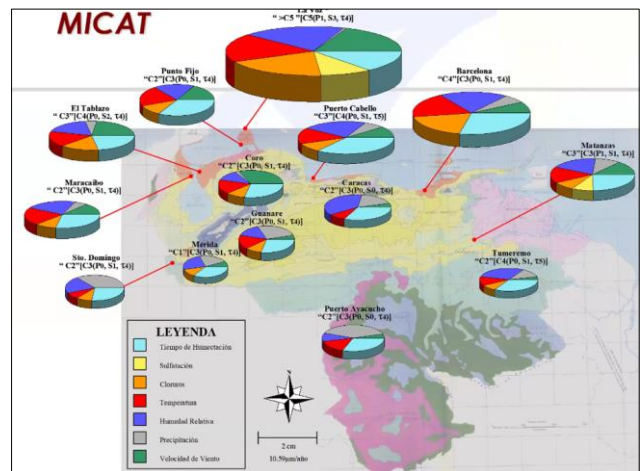 MICAT
La Voz
“ >C5”[C5(P1, S3, τ4)]
Punto Fijo
“C2”[C3(P0, S1, τ4)]
Barcelona
“C4”[C3(P0, S1, τ4)]
El Tablazo
“ C3”[C4(P0, S2, τ4)]
Puerto Cabello
“C3”[C4(P0, S1, τ5)]
Matanzas
“C3”[C3(P1, S1, τ4)]
Coro
“C2”[C3(P0, S1, τ4)]
Maracaibo
“C2”[C3(P0, S1, τ4)]
Caracas
“C2”[C3(P0, S0, τ4)]
Guanare
“C2”[C3(P0, S1, τ4)]
Sto. Domingo
“C2”[C3(P0, S1, τ4)]
Mérida
“C1”[C3(P0, S1, τ4)]
Tumeremo
“C2”[C4(P0, S1, τ5)]
Puerto Ayacucho
“C2”[C3(P0, S0, τ4)]
LEYENDA
Tiempo de Humectación
Sulfatación
Cloruros
Temperatura
Humedad Relativa
Precipitación
Velocidad de Viento
N
2 cm
10.59µm/año